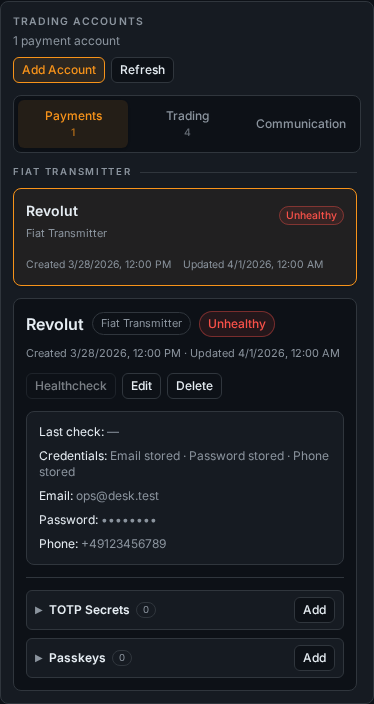 TRADING ACCOUNTS
1 payment account
Add Account Refresh
Payments Trading Communication
1 4
FIAT TRANSMITTER
Revolut Unhealthy
Fiat Transmitter
Created 3/28/2026, 12:00 PM Updated 4/1/2026, 12:00 AM
Revolut Fiat Transmitter Unhealthy
Created 3/28/2026, 12:00 PM · Updated 4/1/2026, 12:00 AM
Healthcheck Edit Delete
Last check: —
Credentials: Email stored · Password stored · Phone
stored
Email: ops@desk.test
Password: ••••••••
Phone: +49123456789
▶ TOTP Secrets 0 Add
▶ Passkeys 0 Add